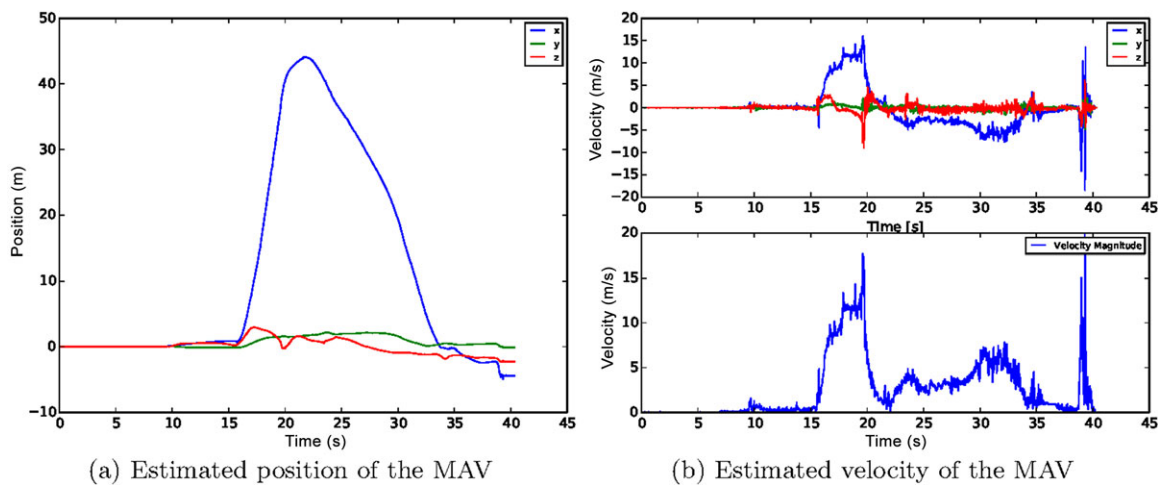 50
40
30
20
10
0
−10
Position (m)
x
y
z
0 5 10 15 20 25 30 35 40 45
Time (s)
(a) Estimated position of the MAV
20
15
10
5
0
−5
−10
−15
−20
Velocity (m/s)
x
y
z
0 5 10 15 20 25 30 35 40 45
Time [s]
20
15
10
5
0
Velocity (m/s)
Velocity Magnitude
0 5 10 15 20 25 30 35 40 45
Time (s)
(b) Estimated velocity of the MAV